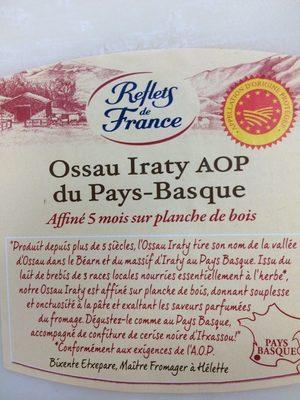 Reflets
de
France
APPELLATION D'ORIGINE PROTÉGÉE
Ossau Iraty AOP
du Pays-Basque
Affiné 5 mois sur planche de bois
"Produit depuis plus de 5 siècles, l'Ossau Iraty tire son nom de la vallée
d'Ossau dans le Béarn et du massif d'Iraty au Pays Basque. Issu du
lait de brebis de 3 races locales nourries essentiellement à l'herbe*,
notre Ossau Iraty est affiné sur planche de bois, donnant souplesse
et onctuosité à la pâte et exaltant les saveurs parfumées
du fromage. Dégustez-le comme au Pays Basque,
accompagné de confiture de cerise noire d'Itxassou!"
*Conformément aux exigences de l'A.O.P.
Bixente Etxepare, Maître Fromager à Hélette
PAYS
BASQUE